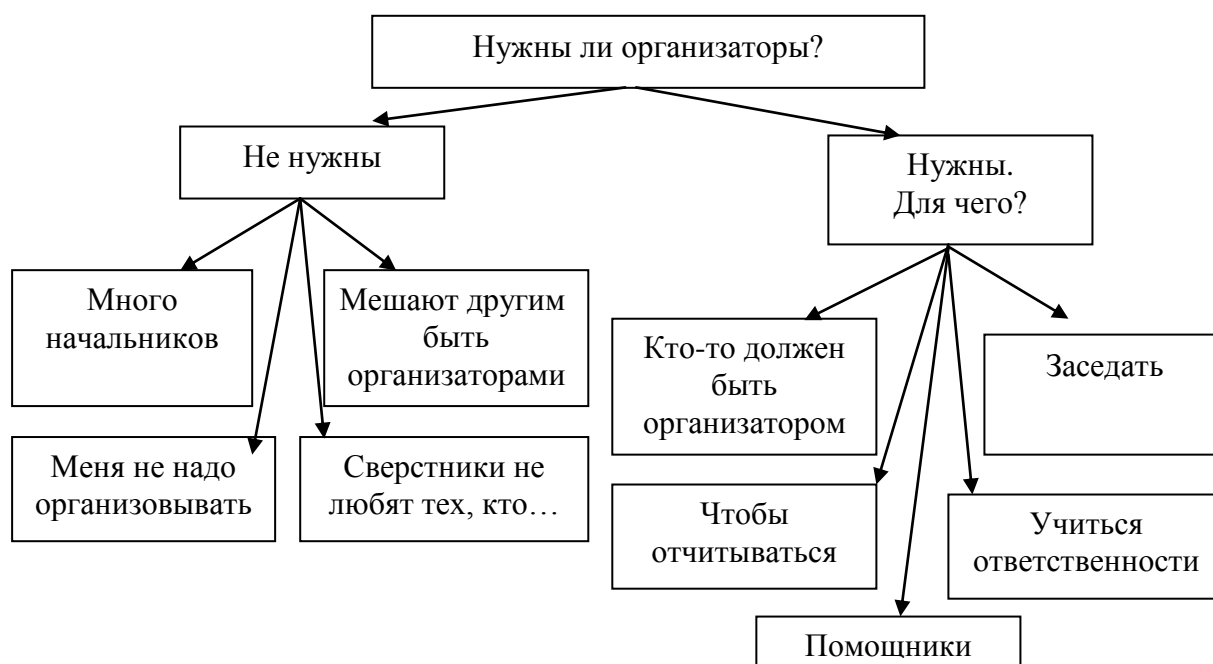 Нужны ли организаторы?
Не нужны
Нужны.
Для чего?
Много
начальников
Мешают другим
быть
организаторами
Меня не надо
организовывать
Сверстники не
любят тех, кто…
Кто-то должен
быть
организатором
Заседать
Чтобы
отчитываться
Учиться
ответственности
Помощники